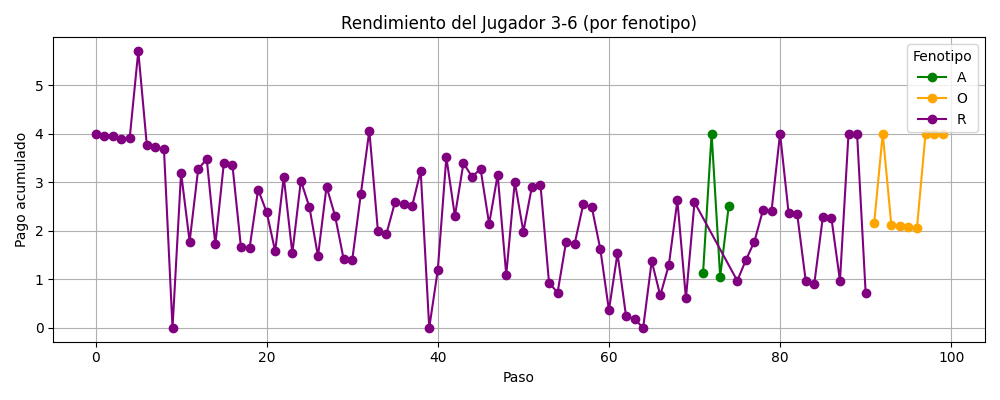 Rendimiento del Jugador 3-6 (por fenotipo)
Pago acumulado
5
4
3
2
1
0
Fenotipo
A
O
R
0 20 40 60 80 100
Paso